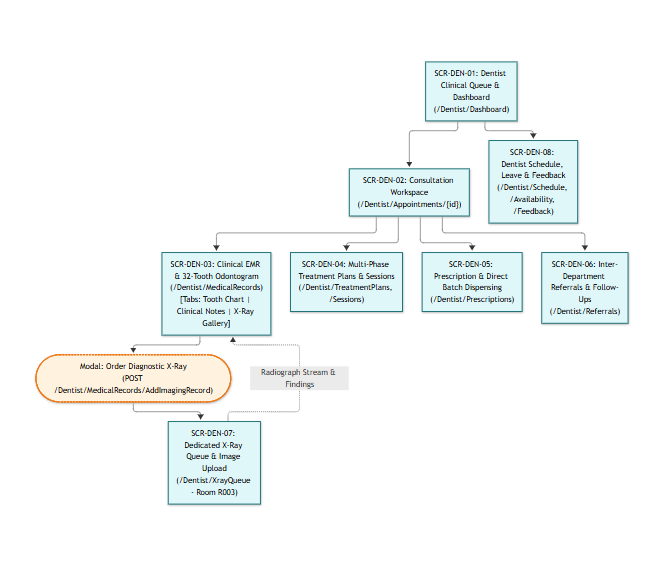 SCR-DEN-01: Dentist
Clinical Queue &
Dashboard
(/Dentist/Dashboard)
SCR-DEN-08:
Dentist Schedule,
Leave & Feedback
(/Dentist/Schedule,
/Availability,
/Feedback)
SCR-DEN-02: Consultation
Workspace
(/Dentist/Appointments/{id})
SCR-DEN-03: Clinical EMR
& 32-Tooth Odontogram
(/Dentist/MedicalRecords)
[Tabs: Tooth Chart |
Clinical Notes | X-Ray
Gallery]
SCR-DEN-04: Multi-Phase
Treatment Plans & Sessions
(/Dentist/TreatmentPlans,
/Sessions)
SCR-DEN-05:
Prescription & Direct
Batch Dispensing
(/Dentist/Prescriptions)
SCR-DEN-06: Inter-
Department
Referrals & Follow-
Ups
(/Dentist/Referrals)
Modal: Order Diagnostic X-Ray
(POST
/Dentist/MedicalRecords/AddImagingRecord)
Radiograph Stream &
Findings
SCR-DEN-07:
Dedicated X-Ray
Queue & Image
Upload
(/Dentist/XrayQueue
- Room R003)